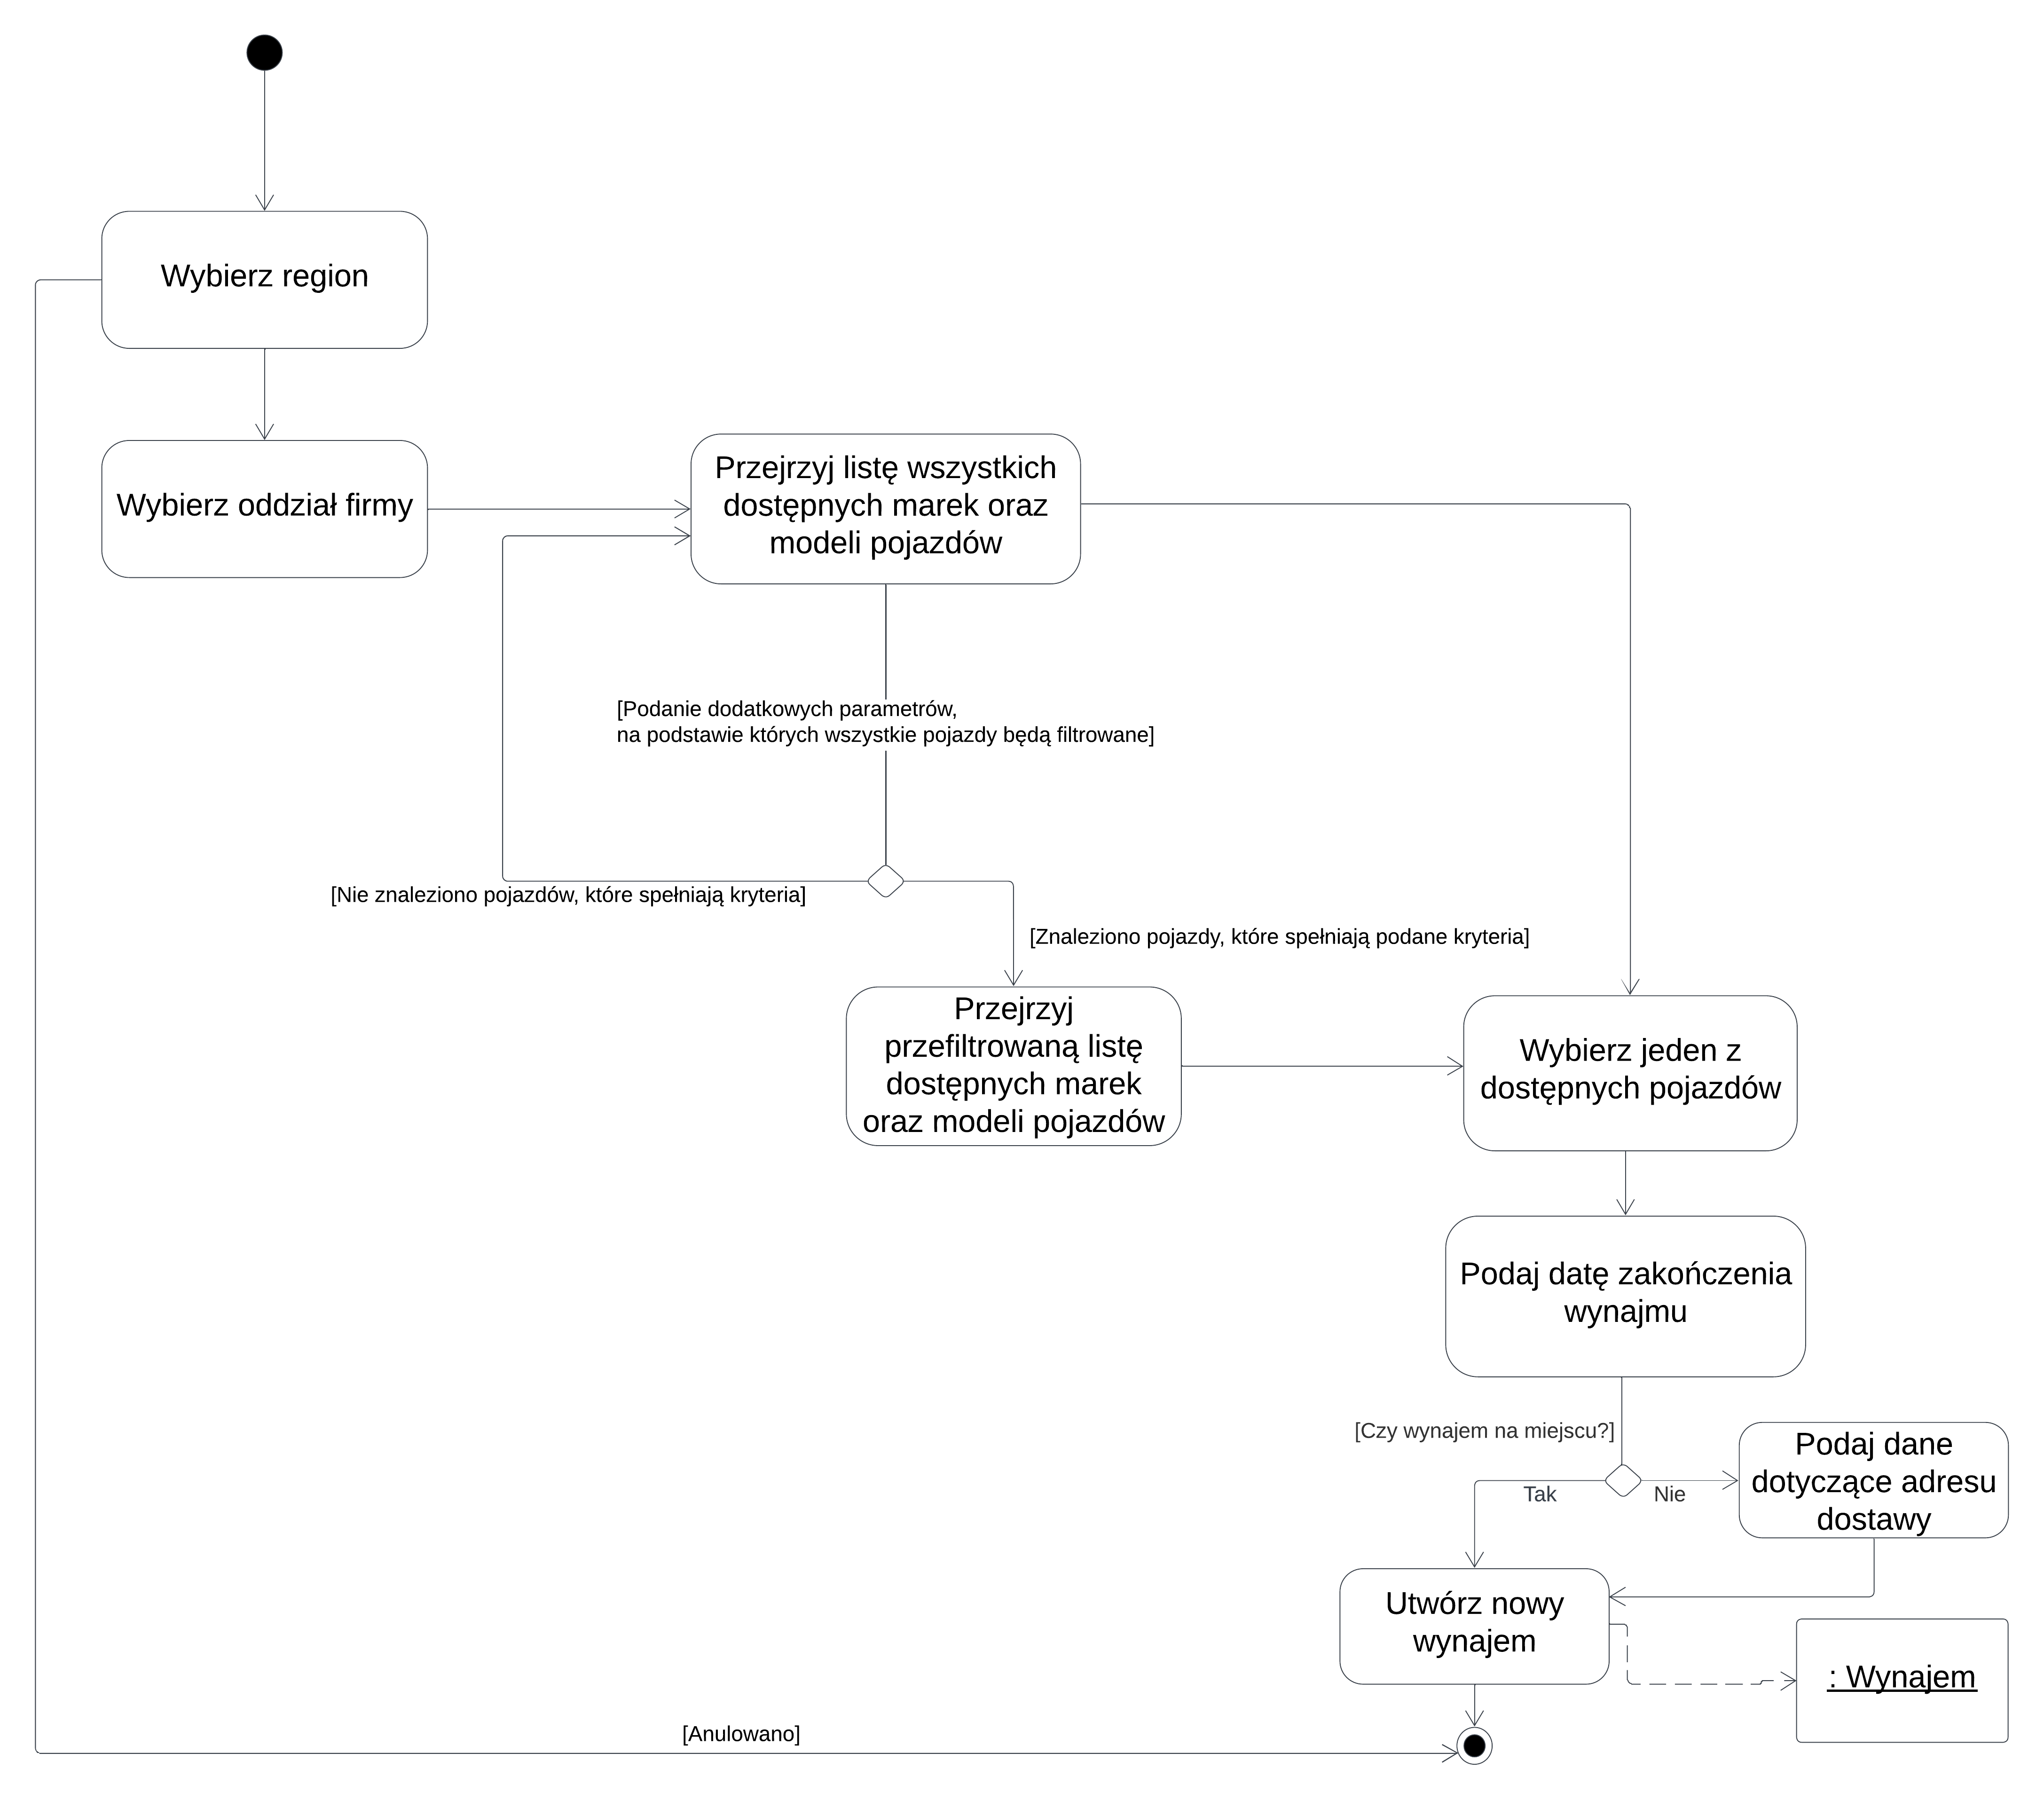 Wybierz region
Wybierz oddział firmy
Przejrzyj listę wszystkich
dostępnych marek oraz
modeli pojazdów
[Podanie dodatkowych parametrów,
na podstawie których wszystkie pojazdy będą filtrowane]
[Nie znaleziono pojazdów, które spełniają kryteria]
[Znaleziono pojazdy, które spełniają podane kryteria]
Przejrzyj
przefiltrowaną listę
dostępnych marek
oraz modeli pojazdów
Wybierz jeden z
dostępnych pojazdów
Podaj datę zakończenia
wynajmu
[Czy wynajem na miejscu?]
Tak
Nie
Podaj dane
dotyczące adresu
dostawy
Utwórz nowy
wynajem
: Wynajem
[Anulowano]